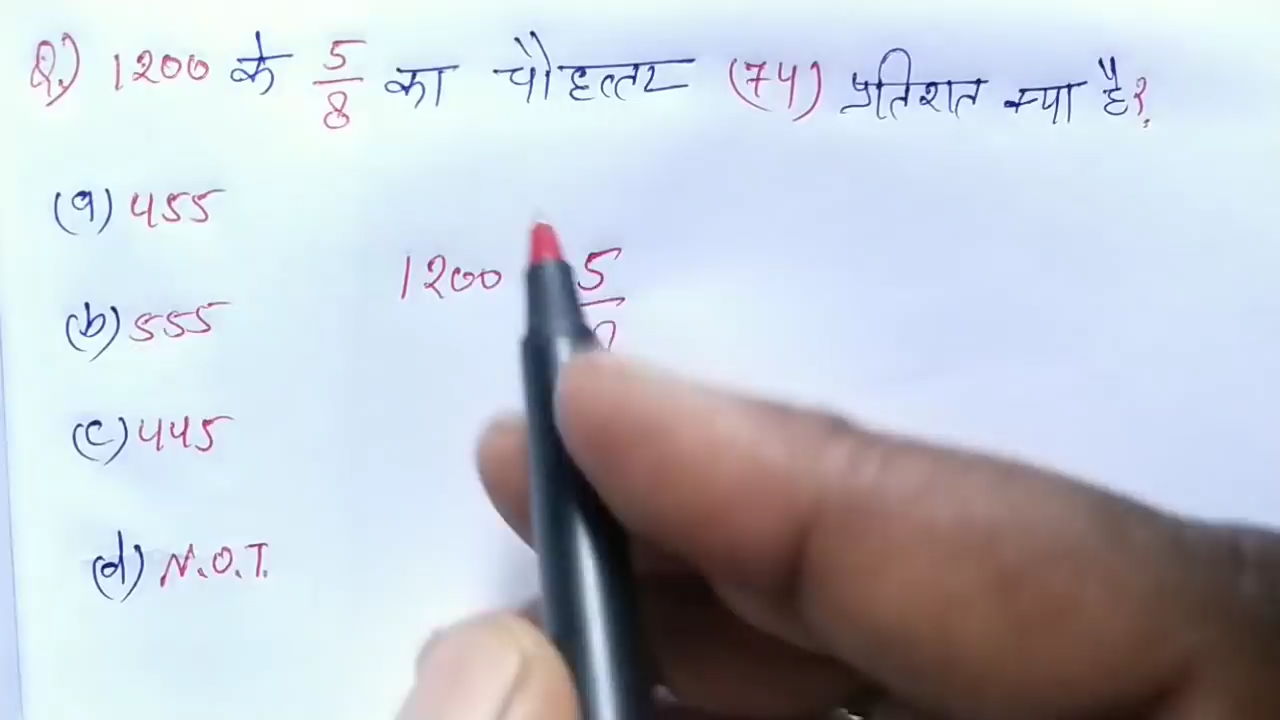 Q.) 1200 के 5/8 का चौहत्तर (74) प्रतिशत क्या है?
(a) 455
(b) 555
(c) 445
(d) N.O.T.
1200 5